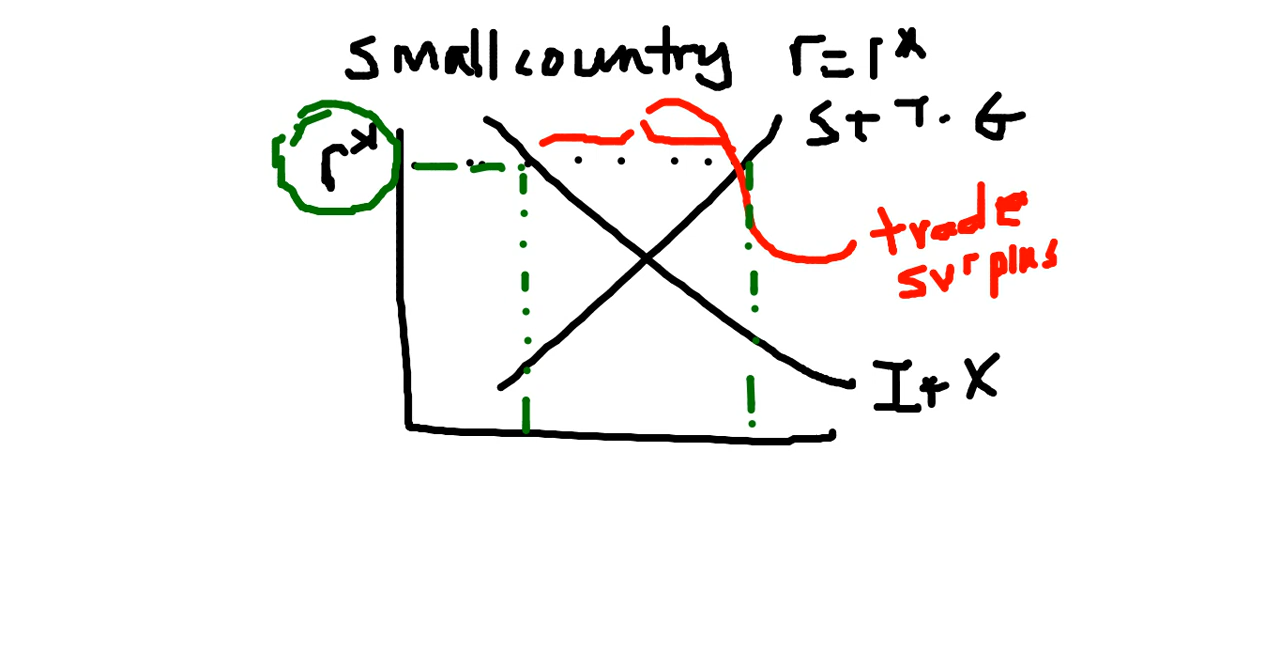 small country r=r*
S+T-G
r*
trade
surplus
I+X